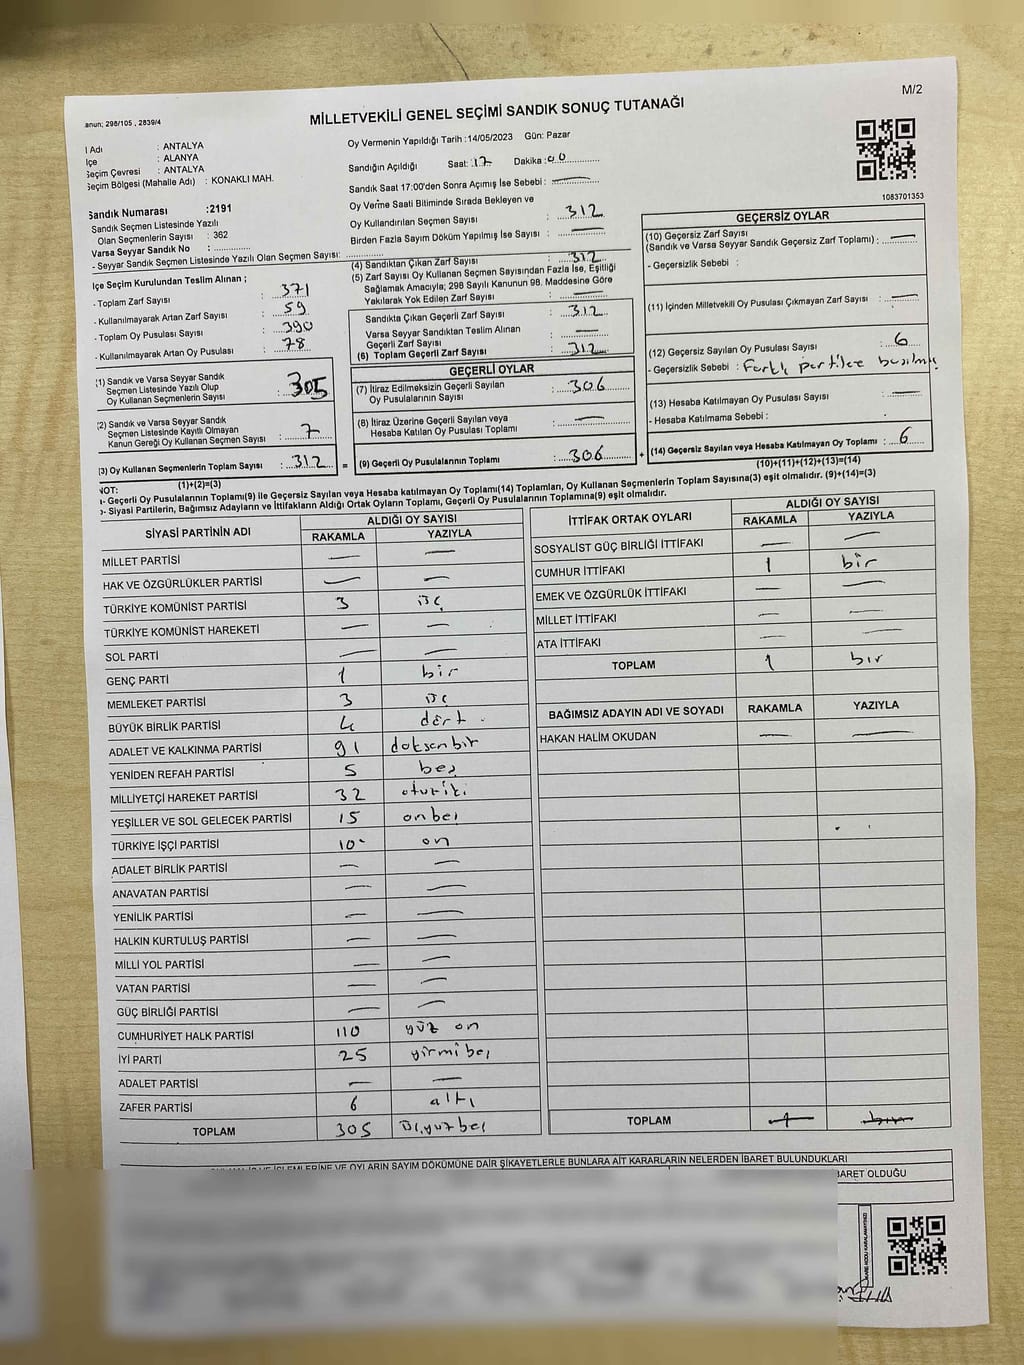 M/2
anun: 298/105 , 2839/4
MİLLETVEKİLİ GENEL SEÇİMİ SANDIK SONUÇ TUTANAĞI
l Adı : ANTALYA
lçe : ALANYA
Seçim Çevresi : ANTALYA
Seçim Bölgesi (Mahalle Adı) : KONAKLI MAH.
Sandık Numarası :2191
Sandık Seçmen Listesinde Yazılı
Olan Seçmenlerin Sayısı : 362
Varsa Seyyar Sandık No :
- Seyyar Sandık Seçmen Listesinde Yazılı Olan Seçmen Sayısı:
lçe Seçim Kurulundan Teslim Alınan ;
- Toplam Zarf Sayısı : 371
- Kullanılmayarak Artan Zarf Sayısı : 59
- Toplam Oy Pusulası Sayısı : 390
- Kullanılmayarak Artan Oy Pusulası : 78
(1) Sandık ve Varsa Seyyar Sandık
Seçmen Listesinde Yazılı Olup
Oy Kullanan Seçmenlerin Sayısı : 305
(2) Sandık ve Varsa Seyyar Sandık
Seçmen Listesinde Kayıtlı Olmayan
Kanun Gereği Oy Kullanan Seçmen Sayısı : 7
(3) Oy Kullanan Seçmenlerin Toplam Sayısı : 312 =
(1)+(2)=(3)
Oy Vermenin Yapıldığı Tarih :14/05/2023 Gün: Pazar
Sandığın Açıldığı Saat: 17 Dakika: 00
Sandık Saat 17:00'den Sonra Açımış İse Sebebi : —
Oy Verme Saati Bitiminde Sırada Bekleyen ve
Oy Kullandırılan Seçmen Sayısı : 312
Birden Fazla Sayım Döküm Yapılmış İse Sayısı : —
(4) Sandıktan Çıkan Zarf Sayısı : 312
(5) Zarf Sayısı Oy Kullanan Seçmen Sayısından Fazla İse, Eşitliği
Sağlamak Amacıyla; 298 Sayılı Kanunun 98. Maddesine Göre
Yakılarak Yok Edilen Zarf Sayısı : —
Sandıkta Çıkan Geçerli Zarf Sayısı : 312
Varsa Seyyar Sandıktan Teslim Alınan
Geçerli Zarf Sayısı : —
(6) Toplam Geçerli Zarf Sayısı : 312
GEÇERLİ OYLAR
(7) İtiraz Edilmeksizin Geçerli Sayılan
Oy Pusulalarının Sayısı : 306
(8) İtiraz Üzerine Geçerli Sayılan veya
Hesaba Katılan Oy Pusulası Toplamı : —
(9) Geçerli Oy Pusulalarının Toplamı : 306 +
1083701353
GEÇERSİZ OYLAR
(10) Geçersiz Zarf Sayısı
(Sandık ve Varsa Seyyar Sandık Geçersiz Zarf Toplamı) : —
- Geçersizlik Sebebi :
(11) İçinden Milletvekili Oy Pusulası Çıkmayan Zarf Sayısı : —
(12) Geçersiz Sayılan Oy Pusulası Sayısı : 6
- Geçersizlik Sebebi : Farklı partilee basılmış
(13) Hesaba Katılmayan Oy Pusulası Sayısı : —
- Hesaba Katılmama Sebebi :
(14) Geçersiz Sayılan veya Hesaba Katılmayan Oy Toplamı : 6
(10)+(11)+(12)+(13)=(14)
NOT:
- Geçerli Oy Pusulalarının Toplamı(9) ile Geçersiz Sayılan veya Hesaba katılmayan Oy Toplamı(14) Toplamları, Oy Kullanan Seçmenlerin Toplam Sayısına(3) eşit olmalıdır. (9)+(14)=(3)
- Siyasi Partilerin, Bağımsız Adayların ve İttifakların Aldığı Ortak Oyların Toplamı, Geçerli Oy Pusulalarının Toplamına(9) eşit olmalıdır.
SİYASİ PARTİNİN ADI ALDIĞI OY SAYISI
RAKAMLA YAZIYLA
MİLLET PARTİSİ — —
HAK VE ÖZGÜRLÜKLER PARTİSİ — —
TÜRKİYE KOMÜNİST PARTİSİ 3 üç
TÜRKİYE KOMÜNİST HAREKETİ — —
SOL PARTİ — —
GENÇ PARTİ 1 bir
MEMLEKET PARTİSİ 3 üç
BÜYÜK BİRLİK PARTİSİ 4 dört
ADALET VE KALKINMA PARTİSİ 91 doksanbir
YENİDEN REFAH PARTİSİ 5 beş
MİLLİYETÇİ HAREKET PARTİSİ 32 otuziki
YEŞİLLER VE SOL GELECEK PARTİSİ 15 onbeş
TÜRKİYE İŞÇİ PARTİSİ 10 on
ADALET BİRLİK PARTİSİ — —
ANAVATAN PARTİSİ — —
YENİLİK PARTİSİ — —
HALKIN KURTULUŞ PARTİSİ — —
MİLLİ YOL PARTİSİ — —
VATAN PARTİSİ — —
GÜÇ BİRLİĞİ PARTİSİ — —
CUMHURİYET HALK PARTİSİ 110 yüz on
İYİ PARTİ 25 yirmibeş
ADALET PARTİSİ — —
ZAFER PARTİSİ 6 altı
TOPLAM 305 üçyüzbeş
İTTİFAK ORTAK OYLARI ALDIĞI OY SAYISI
RAKAMLA YAZIYLA
SOSYALİST GÜÇ BİRLİĞİ İTTİFAKI — —
CUMHUR İTTİFAKI 1 bir
EMEK VE ÖZGÜRLÜK İTTİFAKI — —
MİLLET İTTİFAKI — —
ATA İTTİFAKI — —
TOPLAM 1 bir
BAĞIMSIZ ADAYIN ADI VE SOYADI RAKAMLA YAZIYLA
HAKAN HALİM OKUDAN — —
TOPLAM 1 bir
İŞLEMLERİNE VE OYLARIN SAYIM DÖKÜMÜNE DAİR ŞİKAYETLERLE BUNLARA AİT KARARLARIN NELERDEN İBARET BULUNDUKLARI
BARET OLDUĞU